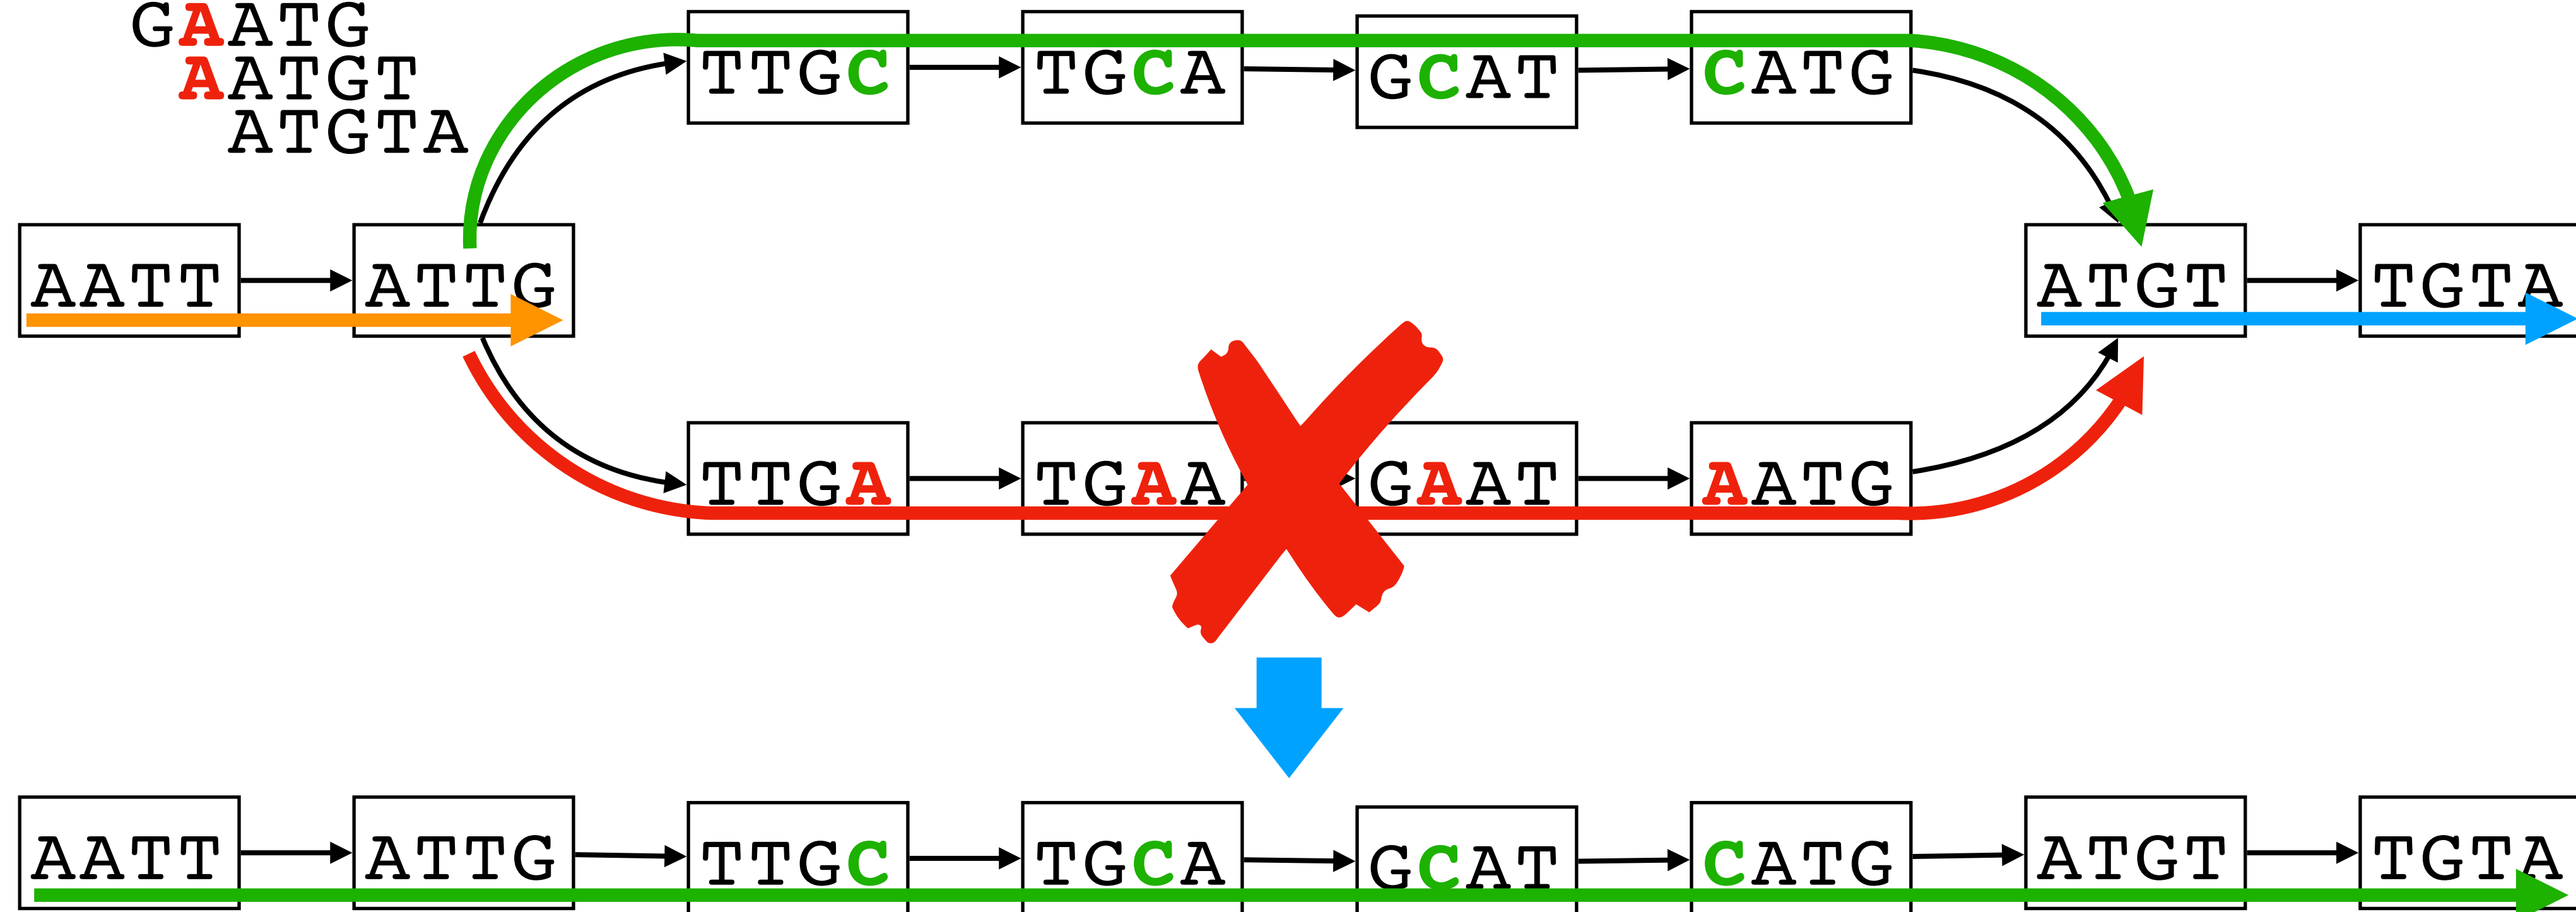 GAATG
AATGT
ATGTA
TTGC TGCA GCAT CATG
AATT ATTG ATGT TGTA
TTGA TGAA GAAT AATG
AATT ATTG TTGC TGCA GCAT CATG ATGT TGTA